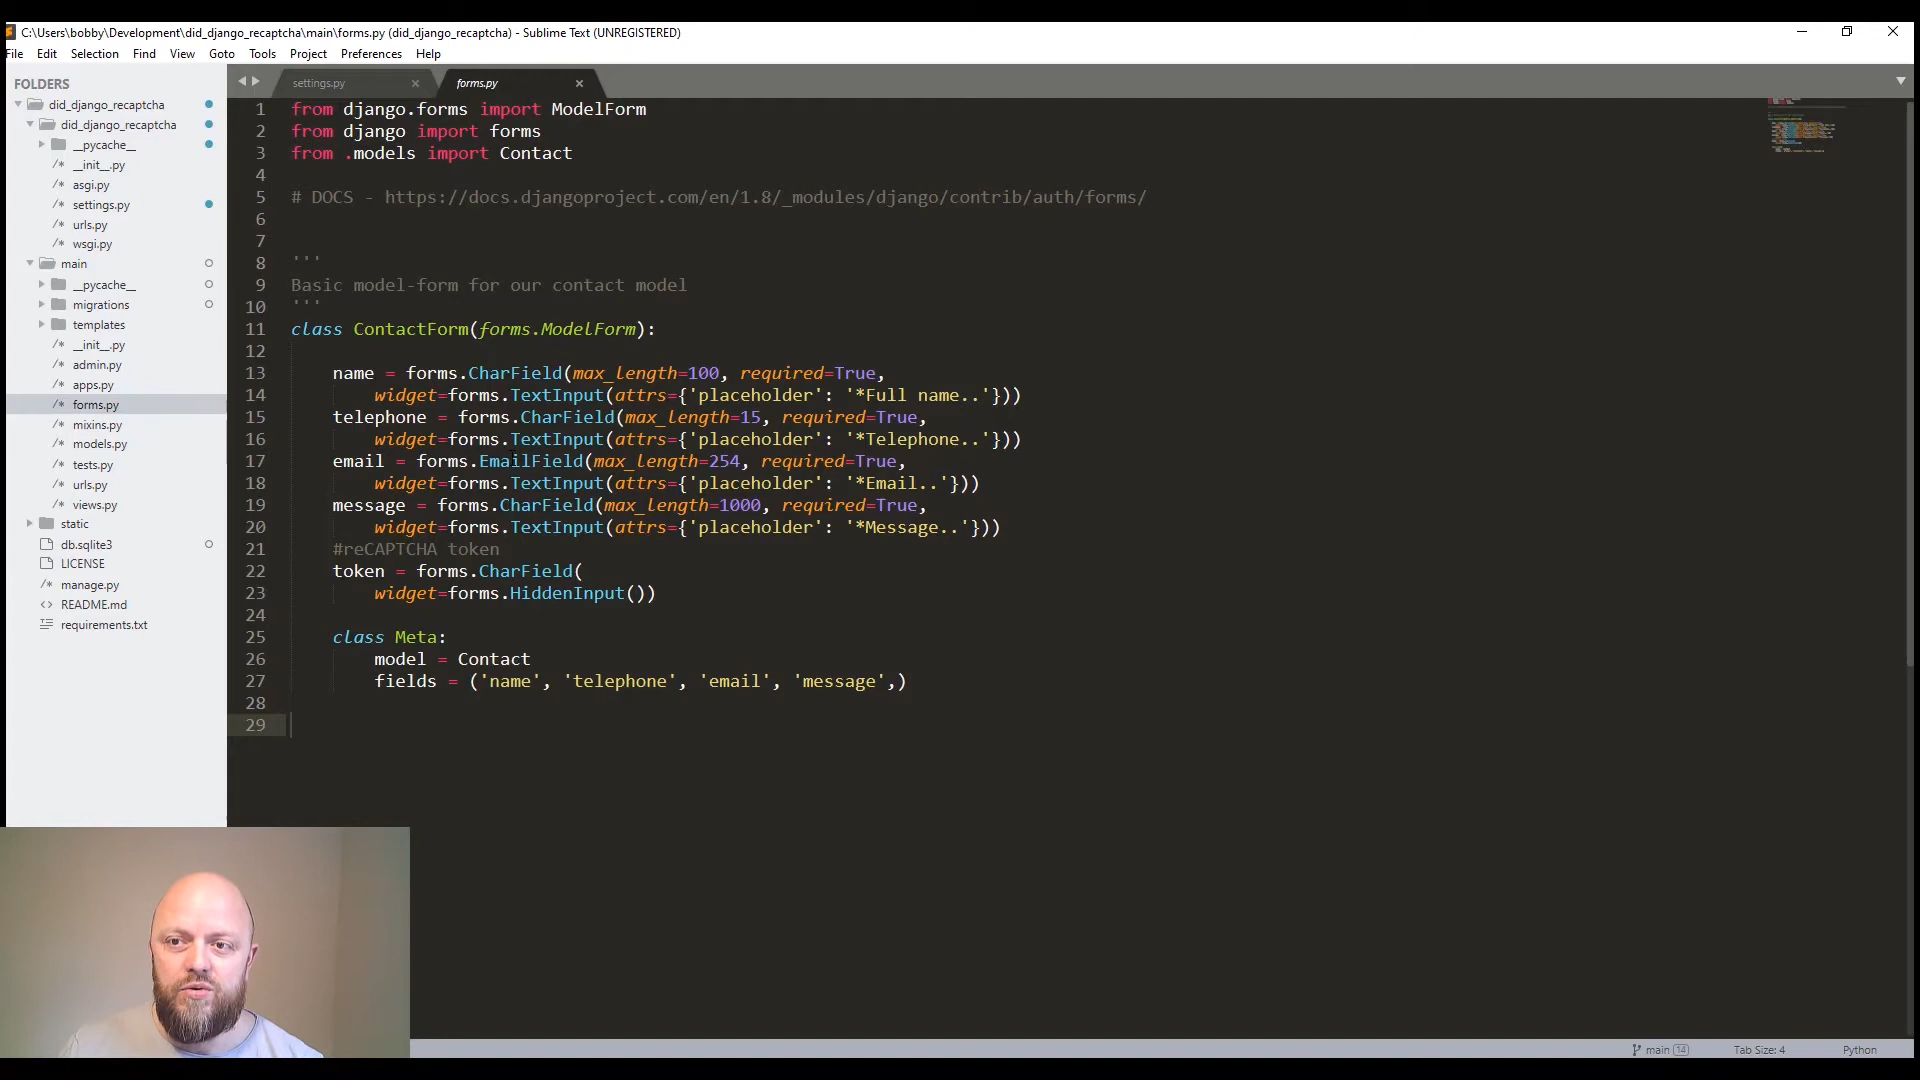 C:\Users\bobby\Development\did_django_recaptcha\main\forms.py (did_django_recaptcha) - Sublime Text (UNREGISTERED)
File Edit Selection Find View Goto Tools Project Preferences Help
FOLDERS
did_django_recaptcha
did_django_recaptcha
__pycache__
/* __init__.py
/* asgi.py
/* settings.py
/* urls.py
/* wsgi.py
main
__pycache__
migrations
templates
/* __init__.py
/* admin.py
/* apps.py
/* forms.py
/* mixins.py
/* models.py
/* tests.py
/* urls.py
/* views.py
static
db.sqlite3
LICENSE
/* manage.py
<> README.md
requirements.txt
settings.py × forms.py ×
1 from django.forms import ModelForm
2 from django import forms
3 from .models import Contact
4
5 # DOCS - https://docs.djangoproject.com/en/1.8/_modules/django/contrib/auth/forms/
6
7
8 '''
9 Basic model-form for our contact model
10 '''
11 class ContactForm(forms.ModelForm):
12
13 name = forms.CharField(max_length=100, required=True,
14 widget=forms.TextInput(attrs={'placeholder': '*Full name..'}))
15 telephone = forms.CharField(max_length=15, required=True,
16 widget=forms.TextInput(attrs={'placeholder': '*Telephone..'}))
17 email = forms.EmailField(max_length=254, required=True,
18 widget=forms.TextInput(attrs={'placeholder': '*Email..'}))
19 message = forms.CharField(max_length=1000, required=True,
20 widget=forms.TextInput(attrs={'placeholder': '*Message..'}))
21 #reCAPTCHA token
22 token = forms.CharField(
23 widget=forms.HiddenInput())
24
25 class Meta:
26 model = Contact
27 fields = ('name', 'telephone', 'email', 'message',)
28
29
main 14 Tab Size: 4 Python